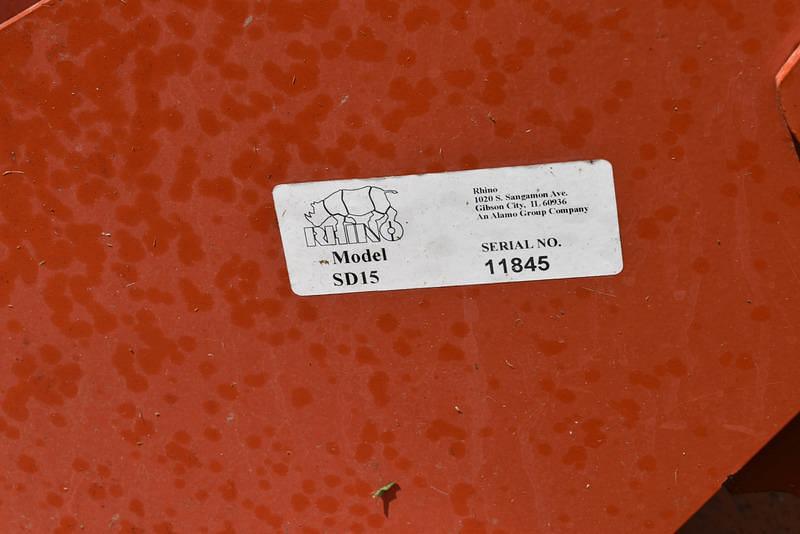 RHINO
Model
SD15
Rhino
1020 S. Sangamon Ave.
Gibson City, IL 60936
An Alamo Group Company
SERIAL NO.
11845